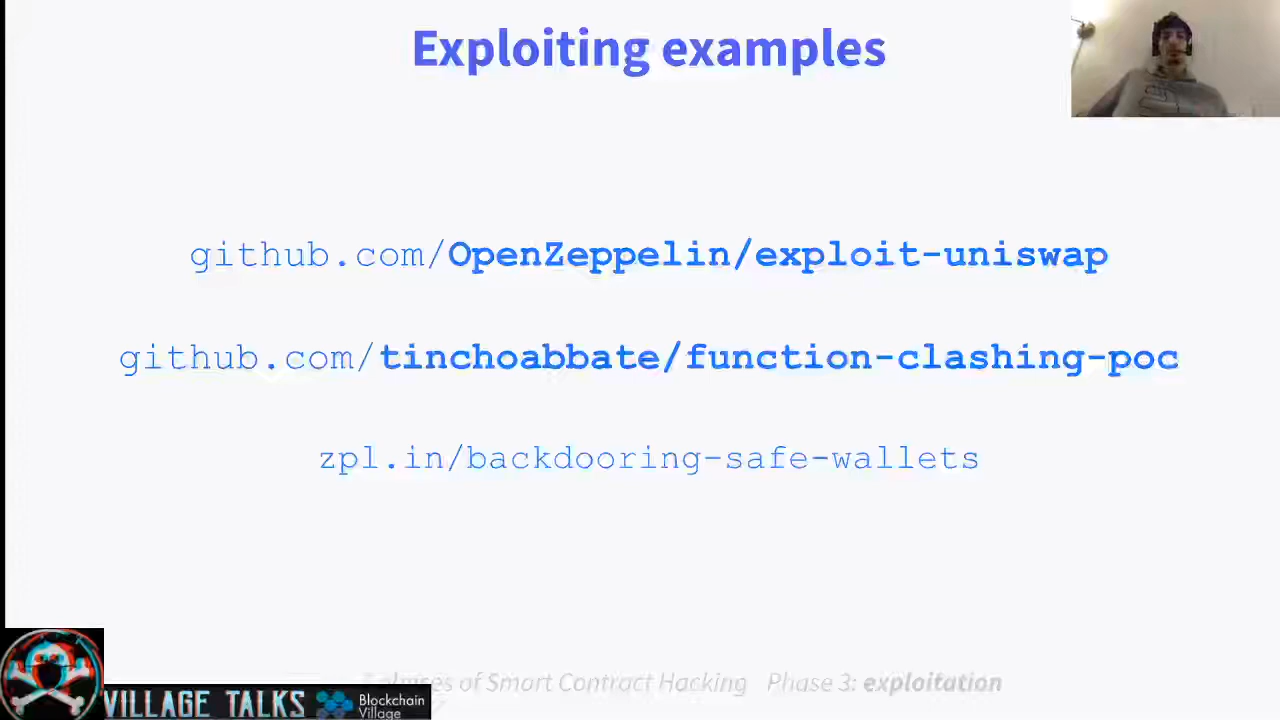 Exploiting examples
github.com/OpenZeppelin/exploit-uniswap
github.com/tinchoabbate/function-clashing-poc
zpl.in/backdooring-safe-wallets
of Smart Contract Hacking Phase 3: exploitation
VILLAGE TALKS Blockchain
Village